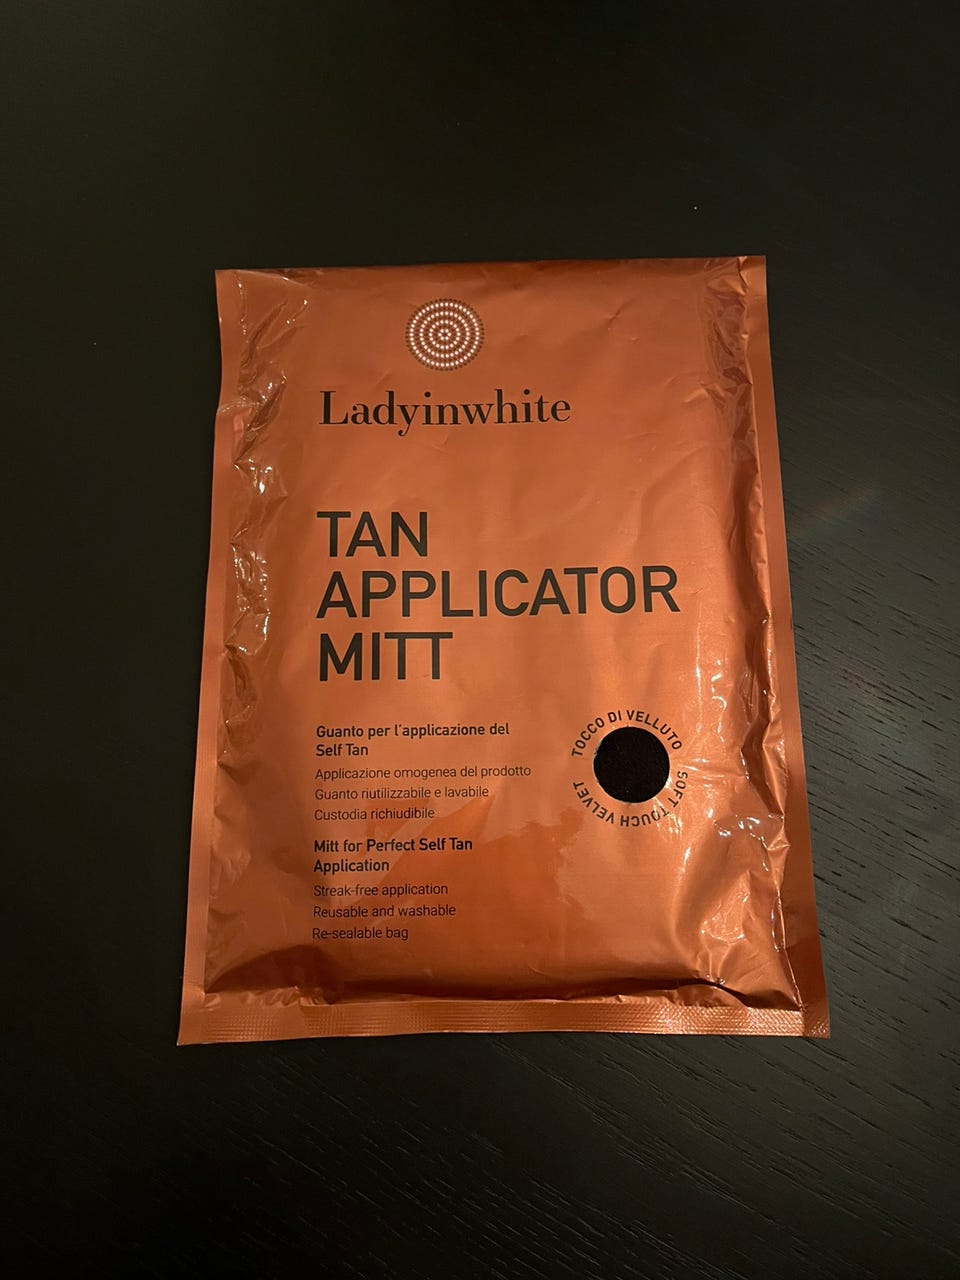 Ladyinwhite
TAN
APPLICATOR
MITT
Guanto per l'applicazione del
Self Tan
Applicazione omogenea del prodotto
Guanto riutilizzabile e lavabile
Custodia richiudibile
Mitt for Perfect Self Tan
Application
Streak-free application
Reusable and washable
Re-sealable bag
TOCCO DI VELLUTO
SOFT TOUCH VELVET